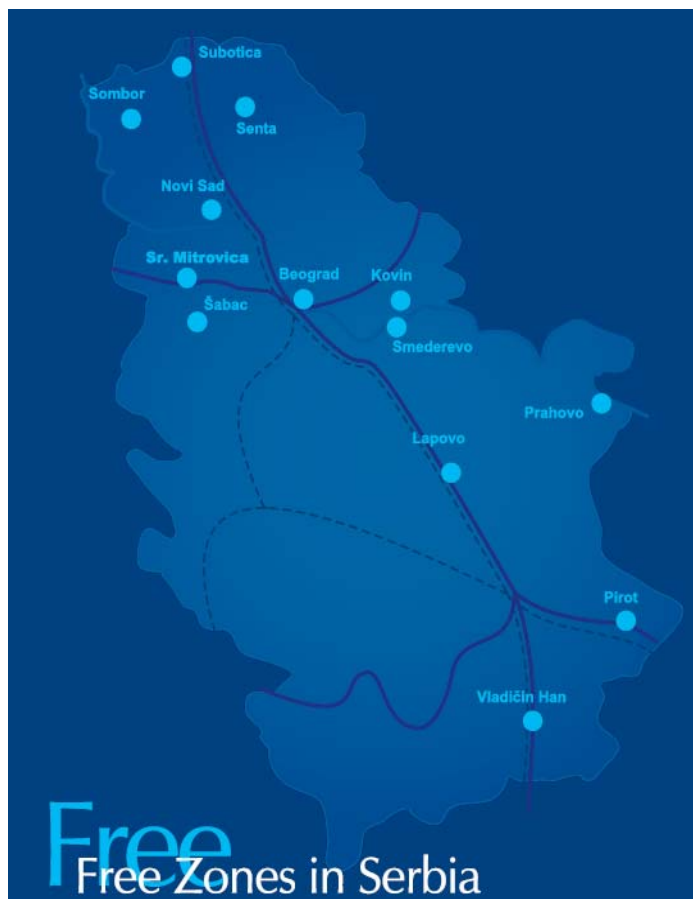 Subotica
Sombor
Senta
Novi Sad
Sr. Mitrovica
Beograd
Kovin
Šabac
Smederevo
Prahovo
Lapovo
Pirot
Vladičin Han
Free
Free Zones in Serbia